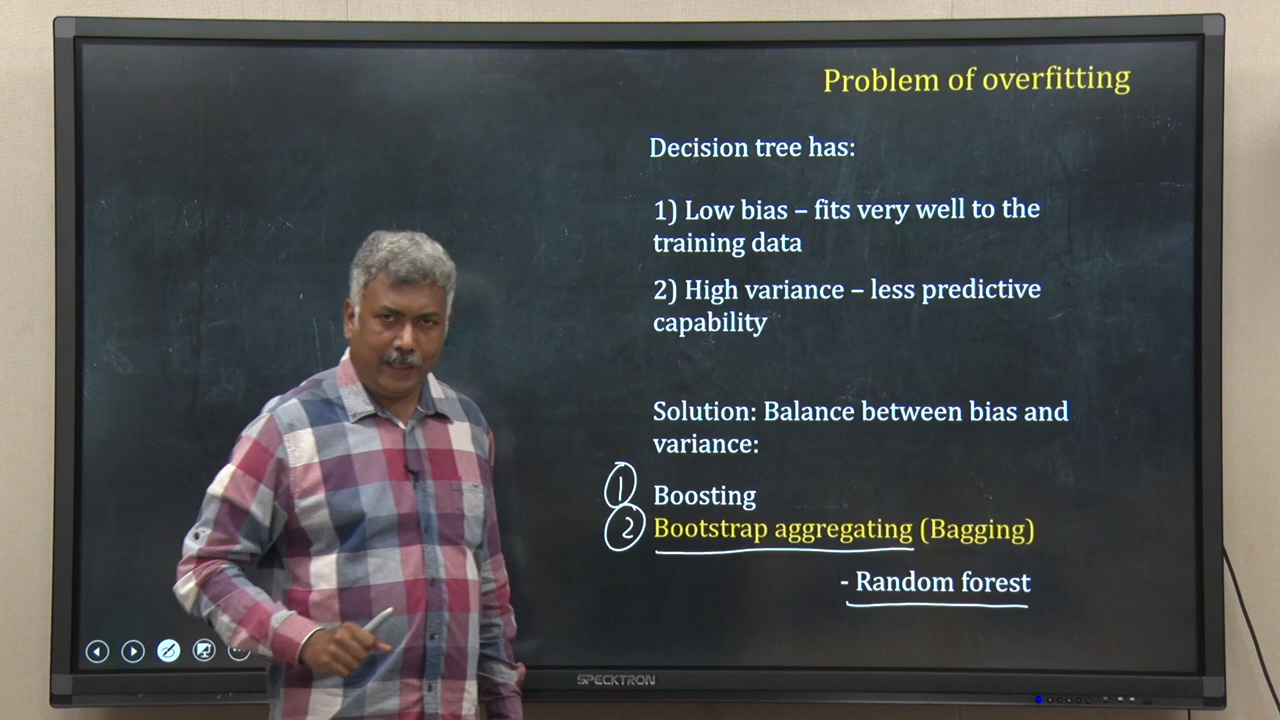 Problem of overfitting
Decision tree has:
1) Low bias – fits very well to the
training data
2) High variance – less predictive
capability
Solution: Balance between bias and
variance:
1 Boosting
2 Bootstrap aggregating (Bagging)
- Random forest
SPECKTRON